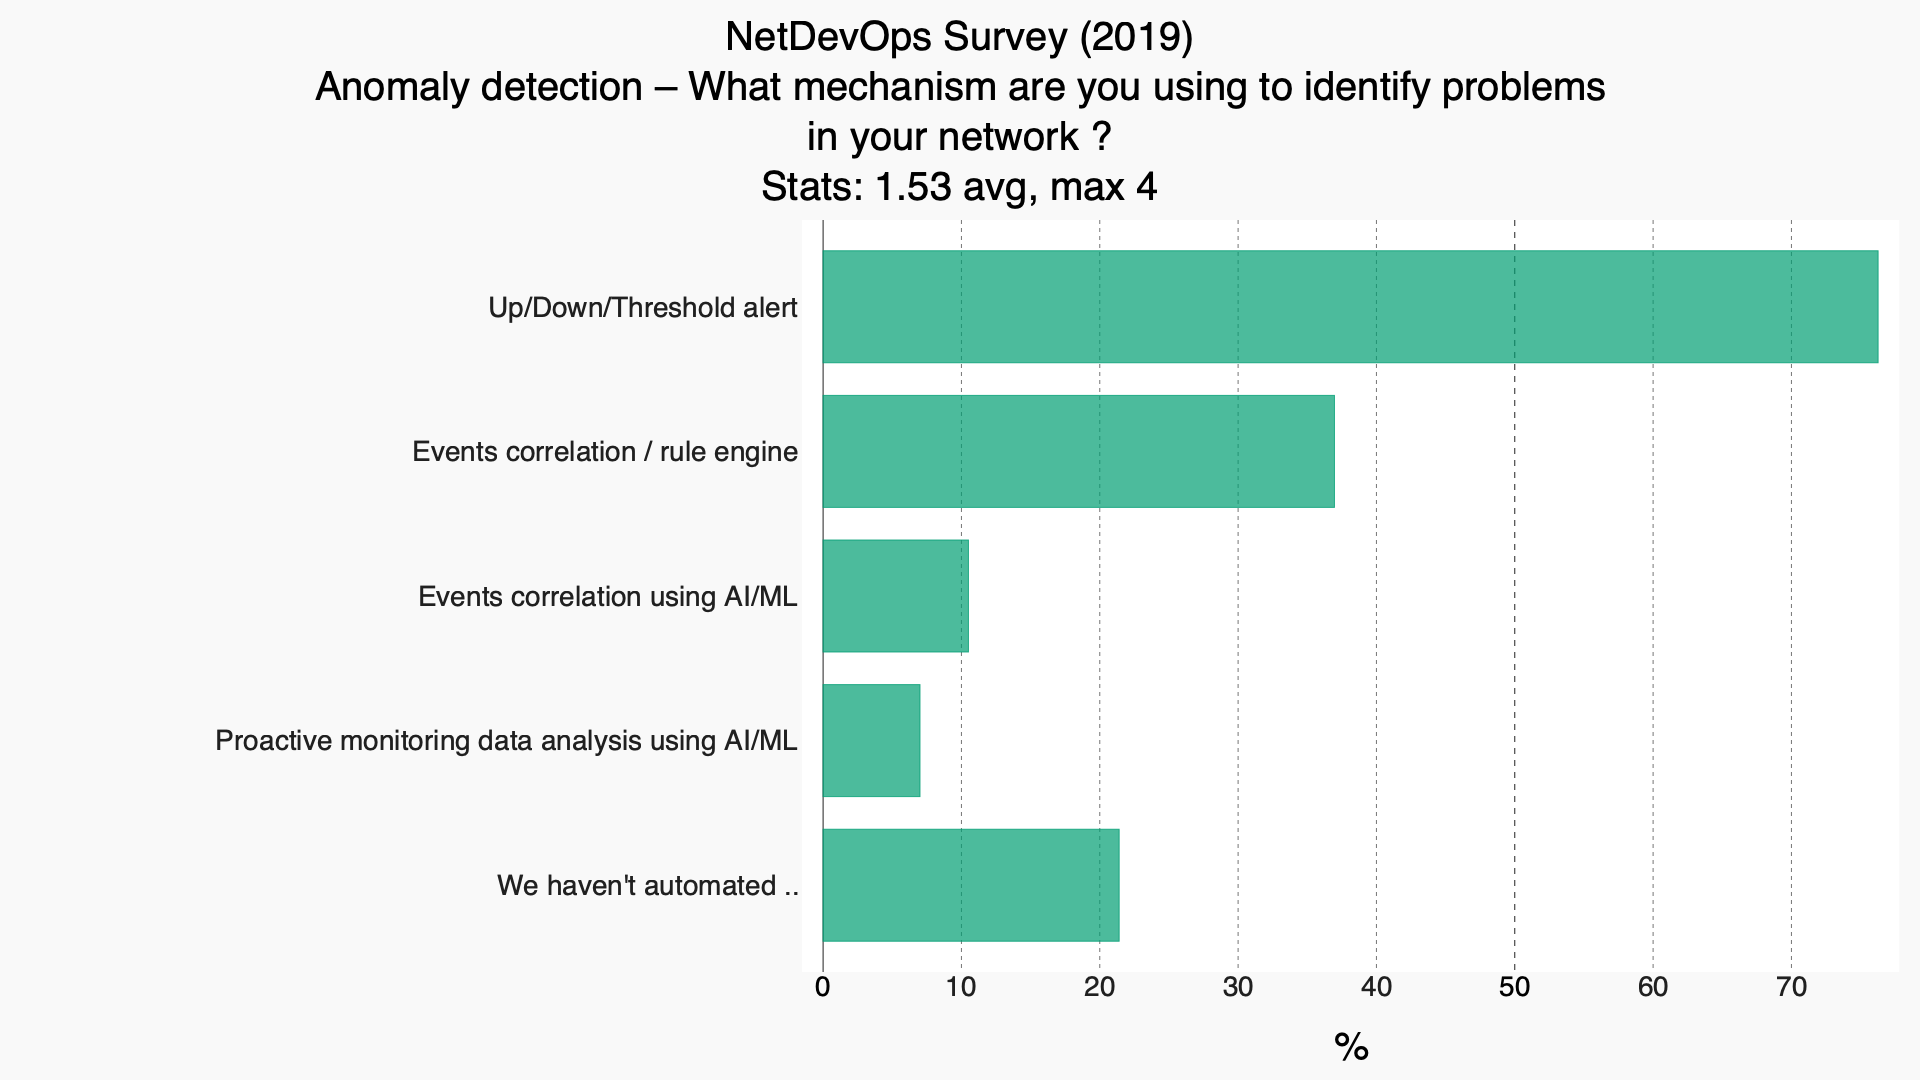 NetDevOps Survey (2019)
Anomaly detection – What mechanism are you using to identify problems
in your network ?
Stats: 1.53 avg, max 4
Up/Down/Threshold alert
Events correlation / rule engine
Events correlation using AI/ML
Proactive monitoring data analysis using AI/ML
We haven't automated ..
0 10 20 30 40 50 60 70
%